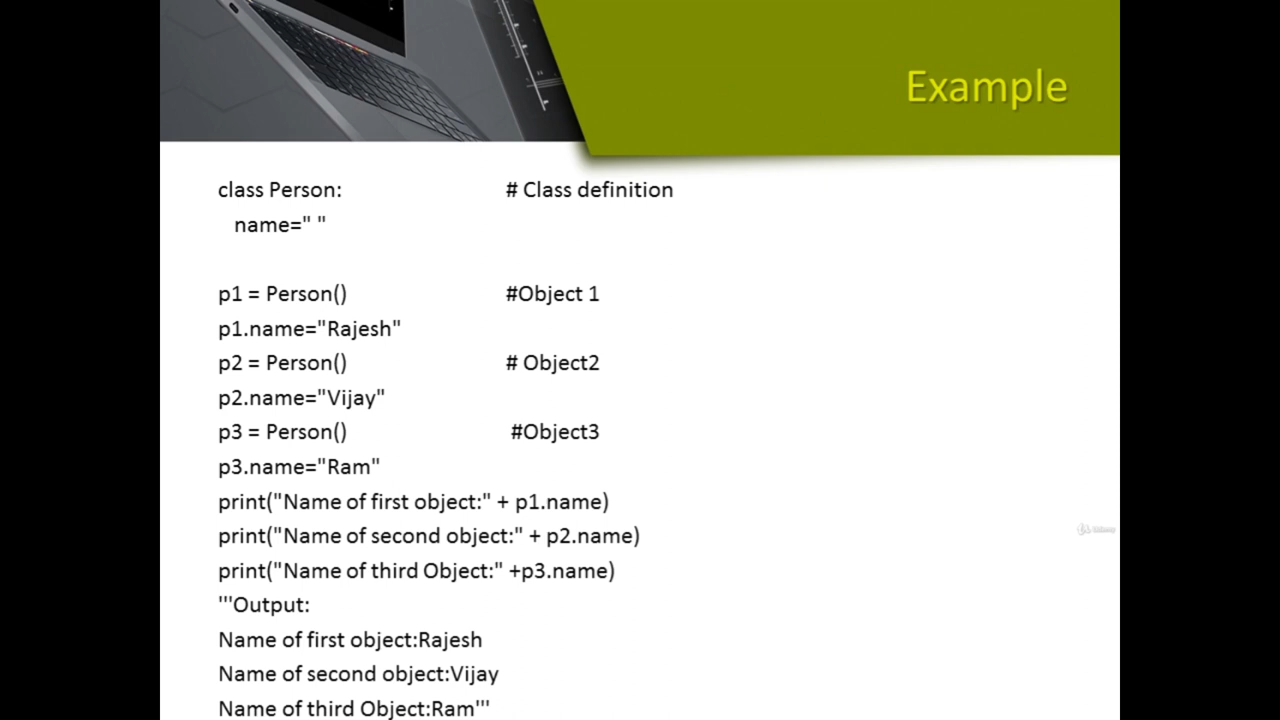 Example
class Person: # Class definition
name=" "
p1 = Person() #Object 1
p1.name="Rajesh"
p2 = Person() # Object2
p2.name="Vijay"
p3 = Person() #Object3
p3.name="Ram"
print("Name of first object:" + p1.name)
print("Name of second object:" + p2.name)
print("Name of third Object:" +p3.name)
'''Output:
Name of first object:Rajesh
Name of second object:Vijay
Name of third Object:Ram'''